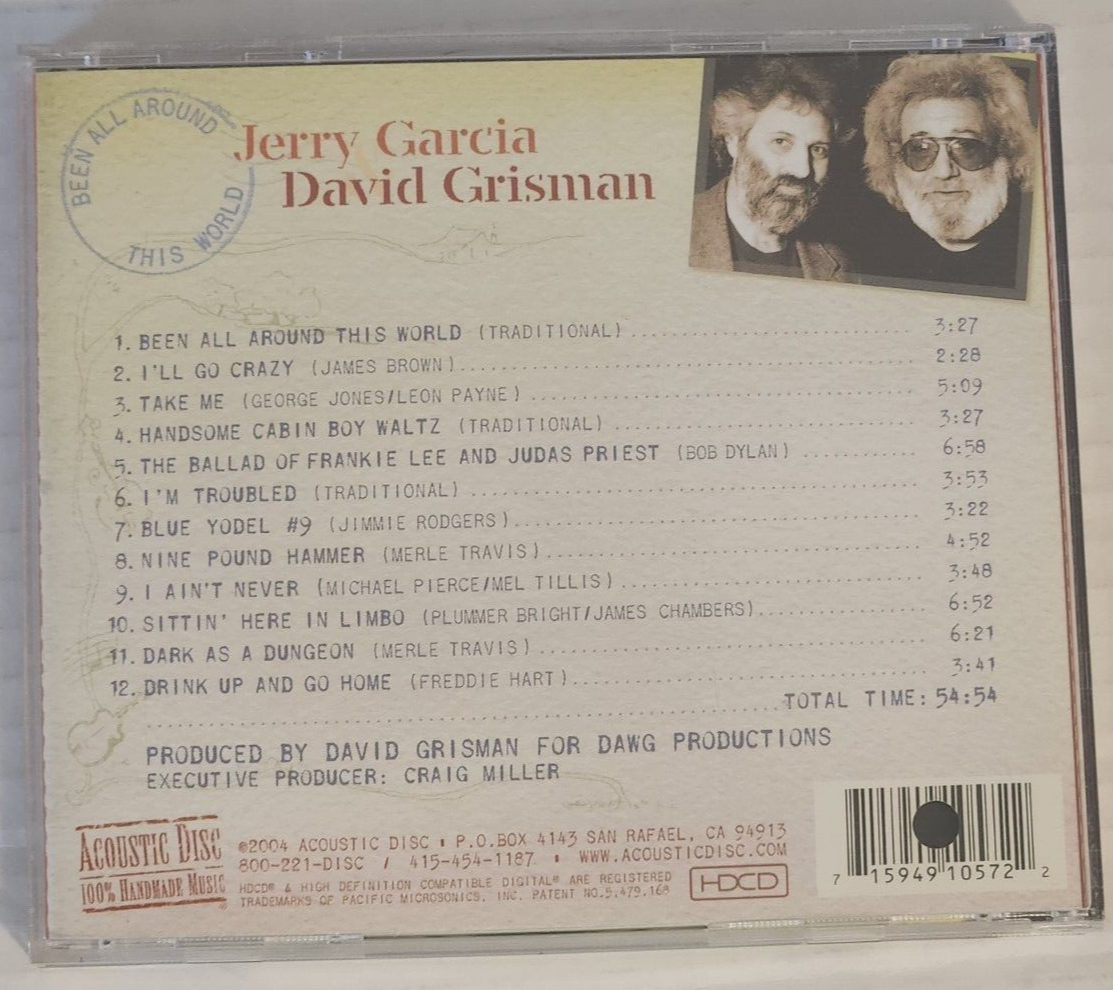 BEEN ALL AROUND
THIS WORLD
Jerry Garcia
David Grisman
1. BEEN ALL AROUND THIS WORLD (TRADITIONAL) 3:27
2. I'LL GO CRAZY (JAMES BROWN) 2:28
3. TAKE ME (GEORGE JONES/LEON PAYNE) 5:09
4. HANDSOME CABIN BOY WALTZ (TRADITIONAL) 3:27
5. THE BALLAD OF FRANKIE LEE AND JUDAS PRIEST (BOB DYLAN) 6:58
6. I'M TROUBLED (TRADITIONAL) 3:53
7. BLUE YODEL #9 (JIMMIE RODGERS) 3:22
8. NINE POUND HAMMER (MERLE TRAVIS) 4:52
9. I AIN'T NEVER (MICHAEL PIERCE/MEL TILLIS) 3:48
10. SITTIN' HERE IN LIMBO (PLUMMER BRIGHT/JAMES CHAMBERS) 6:52
11. DARK AS A DUNGEON (MERLE TRAVIS) 6:21
12. DRINK UP AND GO HOME (FREDDIE HART) 3:41
TOTAL TIME: 54:54
PRODUCED BY DAVID GRISMAN FOR DAWG PRODUCTIONS
EXECUTIVE PRODUCER: CRAIG MILLER
ACOUSTIC DISC
100% HANDMADE MUSIC
©2004 ACOUSTIC DISC ▪ P.O.BOX 4143 SAN RAFAEL, CA 94913
800-221-DISC / 415-454-1187 ▪ WWW.ACOUSTICDISC.COM
HDCD® & HIGH DEFINITION COMPATIBLE DIGITAL® ARE REGISTERED
TRADEMARKS OF PACIFIC MICROSONICS, INC. PATENT NO.5,479,168
HDCD
7 15949 10572 2